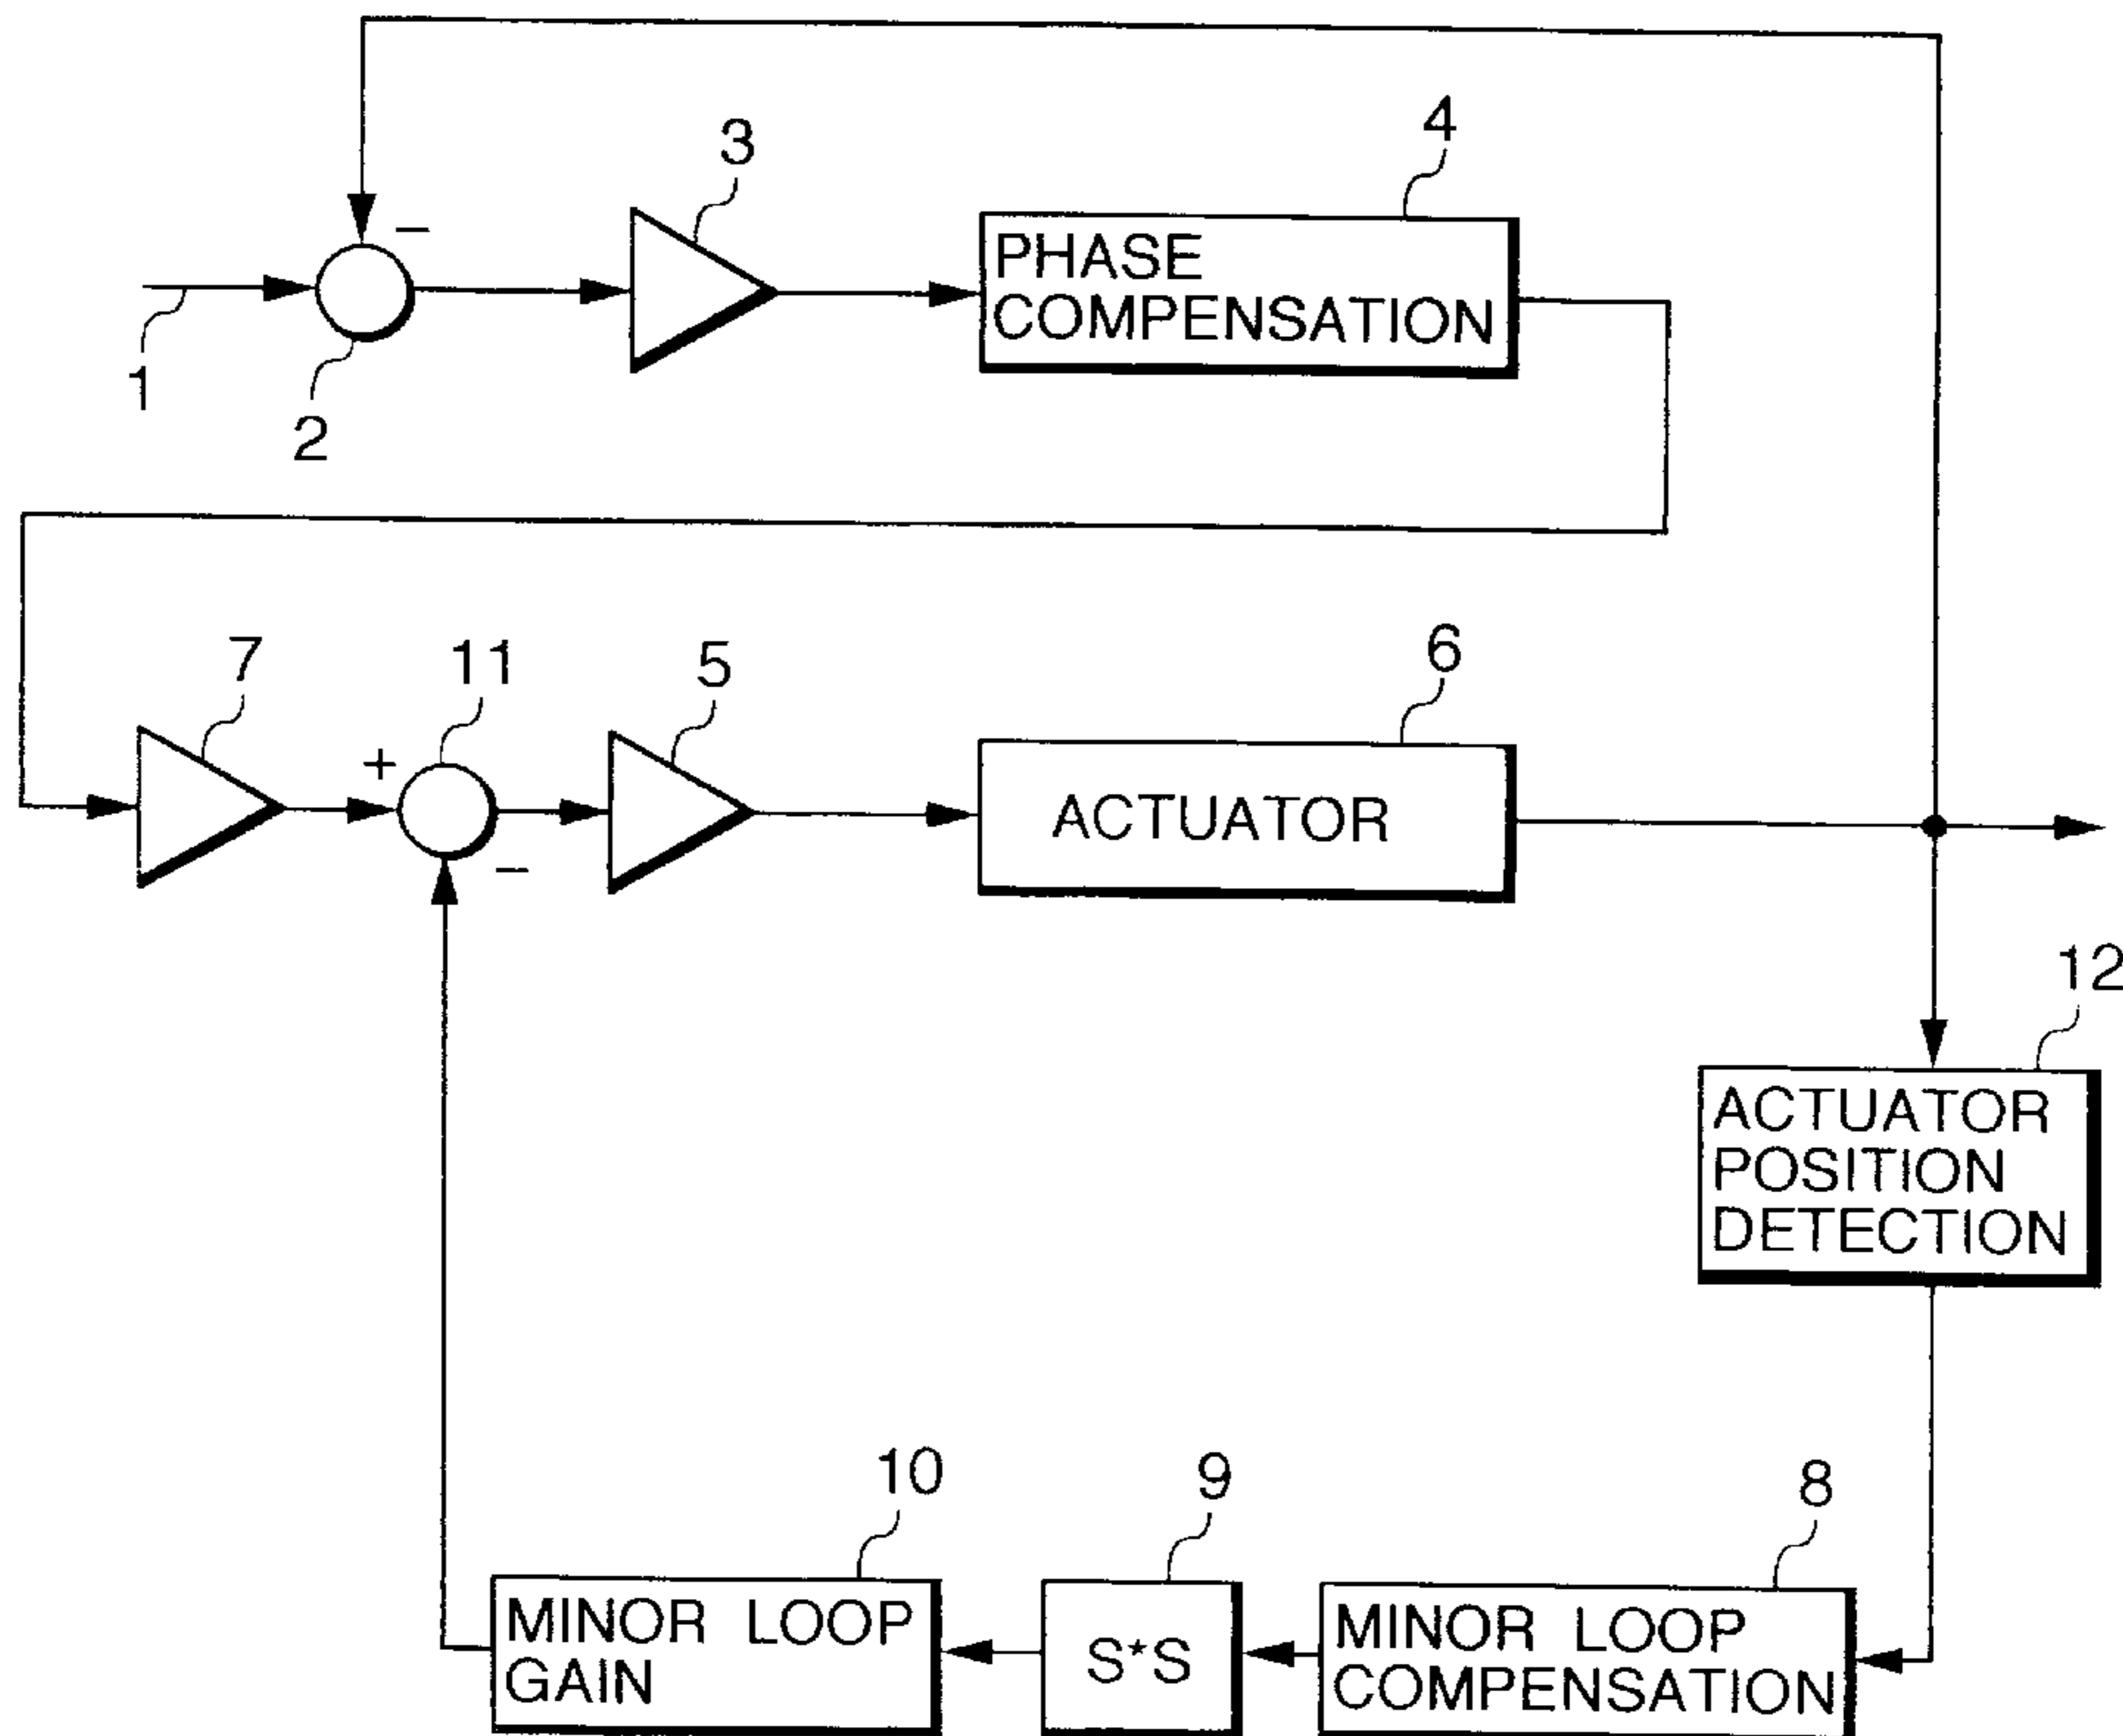 3
4
−
PHASE
COMPENSATION
1
2
7
11
5
6
+
−
ACTUATOR
12
ACTUATOR
POSITION
DETECTION
10
9
8
MINOR LOOP
GAIN
S*S
MINOR LOOP
COMPENSATION